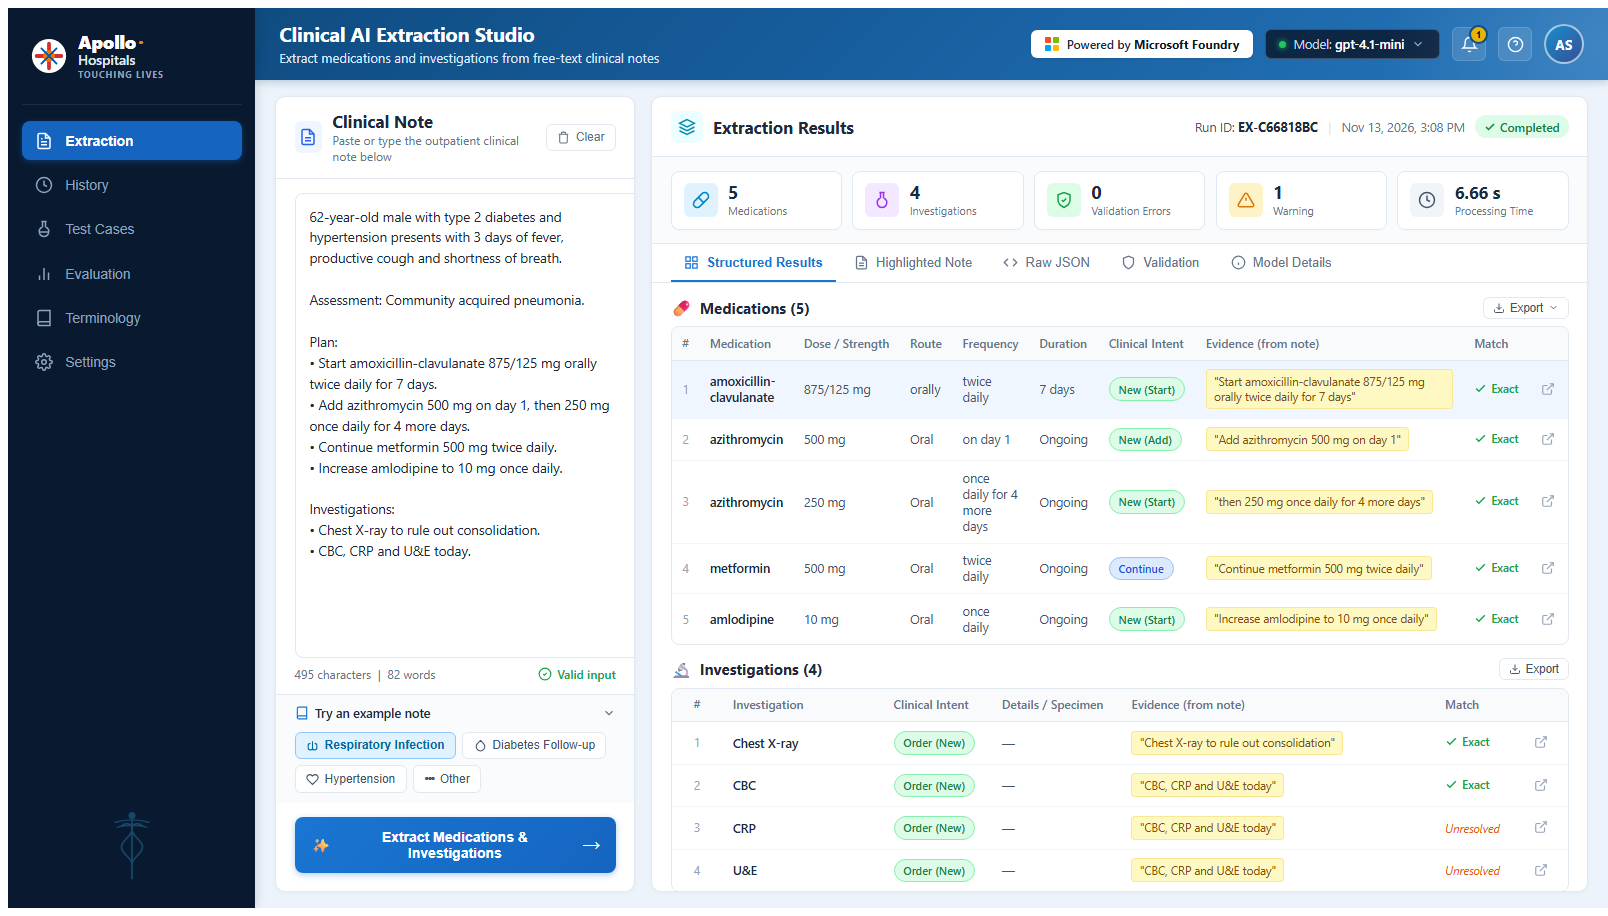 Apollo
Hospitals
TOUCHING LIVES
Extraction
History
Test Cases
Evaluation
Terminology
Settings
Clinical AI Extraction Studio
Extract medications and investigations from free-text clinical notes
Powered by Microsoft Foundry
Model: gpt-4.1-mini
1
AS
Clinical Note
Paste or type the outpatient clinical
note below
Clear
62-year-old male with type 2 diabetes and
hypertension presents with 3 days of fever,
productive cough and shortness of breath.
Assessment: Community acquired pneumonia.
Plan:
• Start amoxicillin-clavulanate 875/125 mg orally
twice daily for 7 days.
• Add azithromycin 500 mg on day 1, then 250 mg
once daily for 4 more days.
• Continue metformin 500 mg twice daily.
• Increase amlodipine to 10 mg once daily.
Investigations:
• Chest X-ray to rule out consolidation.
• CBC, CRP and U&E today.
495 characters | 82 words
Valid input
Try an example note
Respiratory Infection
Diabetes Follow-up
Hypertension
Other
Extract Medications &
Investigations
Extraction Results
Run ID: EX-C66818BC | Nov 13, 2026, 3:08 PM
Completed
5
Medications
4
Investigations
0
Validation Errors
1
Warning
6.66 s
Processing Time
Structured Results
Highlighted Note
Raw JSON
Validation
Model Details
Medications (5)
Export
# Medication Dose / Strength Route Frequency Duration Clinical Intent Evidence (from note) Match
1 amoxicillin-
clavulanate 875/125 mg orally twice
daily 7 days New (Start) "Start amoxicillin-clavulanate 875/125 mg
orally twice daily for 7 days" Exact
2 azithromycin 500 mg Oral on day 1 Ongoing New (Add) "Add azithromycin 500 mg on day 1" Exact
3 azithromycin 250 mg Oral once
daily for 4
more
days Ongoing New (Start) "then 250 mg once daily for 4 more days" Exact
4 metformin 500 mg Oral twice
daily Ongoing Continue "Continue metformin 500 mg twice daily" Exact
5 amlodipine 10 mg Oral once
daily Ongoing New (Start) "Increase amlodipine to 10 mg once daily" Exact
Investigations (4)
Export
# Investigation Clinical Intent Details / Specimen Evidence (from note) Match
1 Chest X-ray Order (New) — "Chest X-ray to rule out consolidation" Exact
2 CBC Order (New) — "CBC, CRP and U&E today" Exact
3 CRP Order (New) — "CBC, CRP and U&E today" Unresolved
4 U&E Order (New) — "CBC, CRP and U&E today" Unresolved